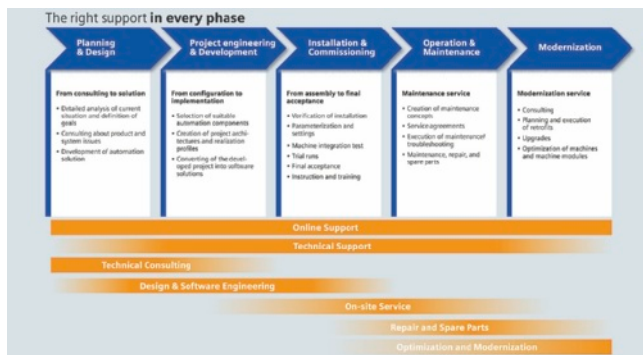 The right support in every phase
Planning
& Design
Project engineering
& Development
Installation &
Commissioning
Operation &
Maintenance
Modernization
From consulting to solution
• Detailed analysis of current
situation and definition of
goals
• Consulting about product and
system issues
• Development of automation
solution
From configuration to
implementation
• Selection of suitable
automation components
• Creation of project archi-
tectures and realization
profiles
• Converting of the devel-
oped project into software
solutions
From assembly to final
acceptance
• Verification of installation
• Parameterization and
settings
• Machine integration test
• Trial runs
• Final acceptance
• Instruction and training
Maintenance service
• Creation of maintenance
concepts
• Service agreements
• Execution of maintenance/
troubleshooting
• Maintenance, repair, and
spare parts
Modernization service
• Consulting
• Planning and execution
of retrofits
• Upgrades
• Optimization of machines
and machine modules
Online Support
Technical Support
Technical Consulting
Design & Software Engineering
On-site Service
Repair and Spare Parts
Optimization and Modernization